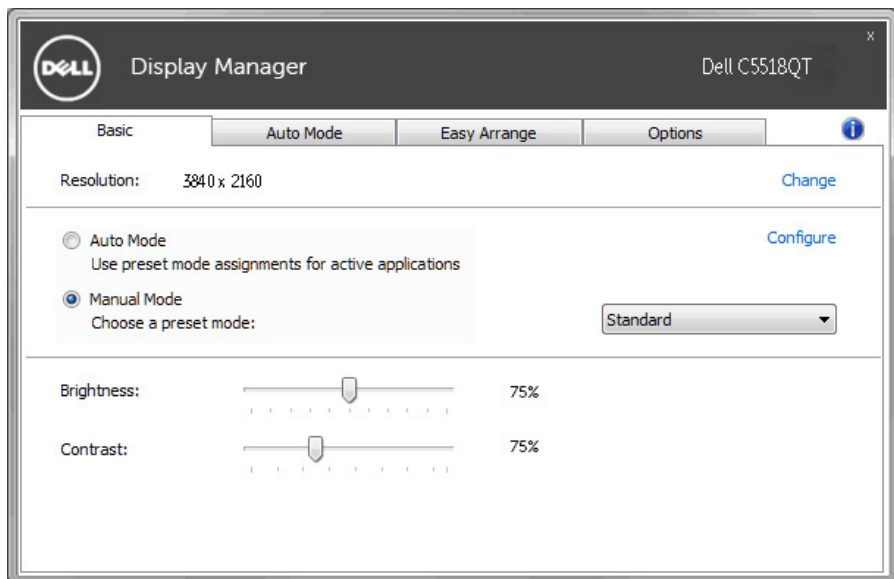 DELL
Display Manager
Dell C5518QT
x
Basic
Auto Mode
Easy Arrange
Options
i
Resolution:
3840 x 2160
Change
Auto Mode
Use preset mode assignments for active applications
Configure
Manual Mode
Choose a preset mode:
Standard
Brightness:
75%
Contrast:
75%